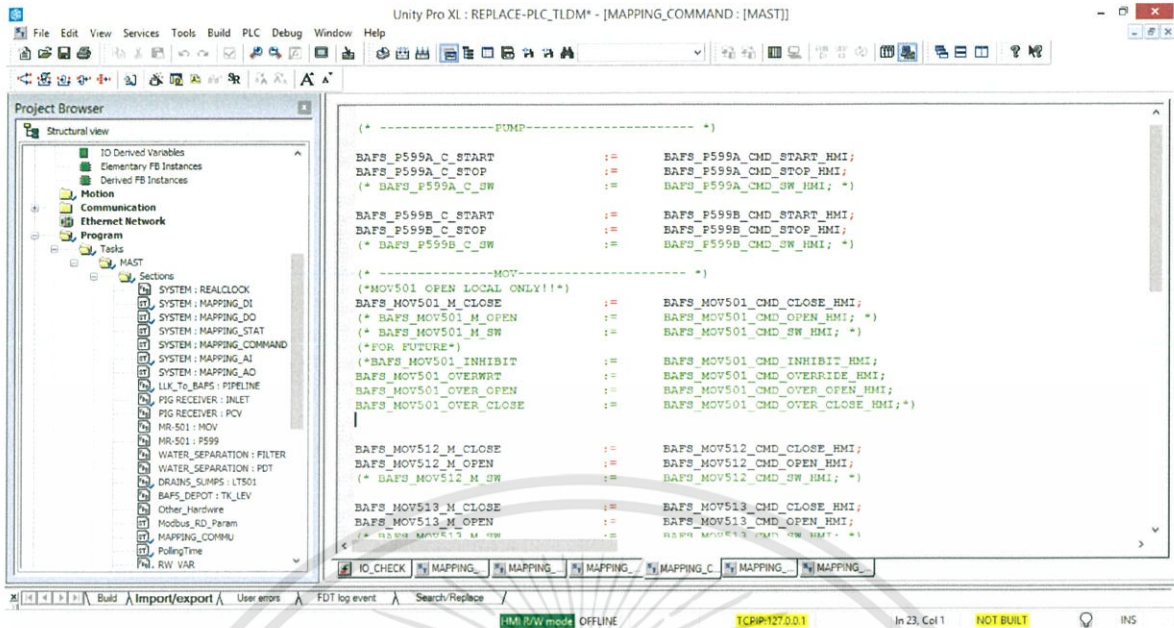 Unity Pro XL : REPLACE-PLC_TLDM* - [MAPPING_COMMAND : [MAST]]
File Edit View Services Tools Build PLC Debug Window Help
Project Browser
Structural view
IO Derived Variables
Elementary FB Instances
Derived FB Instances
Motion
Communication
Ethernet Network
Program
Tasks
MAST
Sections
SYSTEM : REALCLOCK
SYSTEM : MAPPING_DI
SYSTEM : MAPPING_DO
SYSTEM : MAPPING_STAT
SYSTEM : MAPPING_COMMAND
SYSTEM : MAPPING_AI
SYSTEM : MAPPING_AO
LLK_To_BAFS : PIPELINE
PIG RECEIVER : INLET
PIG RECEIVER : PCV
MR-501 : MOV
MR-501 : P599
WATER_SEPARATION : FILTER
WATER_SEPARATION : PDT
DRAINS_SUMPS : LT501
BAFS_DEPOT : TK_LEV
Other_Hardwire
Modbus_RD_Param
MAPPING_COMMU
PollingTime
RW_VAR
(* ---------------PUMP---------------------- *)
BAFS_P599A_C_START := BAFS_P599A_CMD_START_HMI;
BAFS_P599A_C_STOP := BAFS_P599A_CMD_STOP_HMI;
(* BAFS_P599A_C_SW := BAFS_P599A_CMD_SW_HMI; *)
BAFS_P599B_C_START := BAFS_P599B_CMD_START_HMI;
BAFS_P599B_C_STOP := BAFS_P599B_CMD_STOP_HMI;
(* BAFS_P599B_C_SW := BAFS_P599B_CMD_SW_HMI; *)
(* ---------------MOV---------------------- *)
(*MOV501 OPEN LOCAL ONLY!!*)
BAFS_MOV501_M_CLOSE := BAFS_MOV501_CMD_CLOSE_HMI;
(* BAFS_MOV501_M_OPEN := BAFS_MOV501_CMD_OPEN_HMI; *)
(* BAFS_MOV501_M_SW := BAFS_MOV501_CMD_SW_HMI; *)
(*FOR FUTURE*)
(*BAFS_MOV501_INHIBIT := BAFS_MOV501_CMD_INHIBIT_HMI;
BAFS_MOV501_OVERWRT := BAFS_MOV501_CMD_OVERRIDE_HMI;
BAFS_MOV501_OVER_OPEN := BAFS_MOV501_CMD_OVER_OPEN_HMI;
BAFS_MOV501_OVER_CLOSE := BAFS_MOV501_CMD_OVER_CLOSE_HMI;*)
BAFS_MOV512_M_CLOSE := BAFS_MOV512_CMD_CLOSE_HMI;
BAFS_MOV512_M_OPEN := BAFS_MOV512_CMD_OPEN_HMI;
(* BAFS_MOV512_M_SW := BAFS_MOV512_CMD_SW_HMI; *)
BAFS_MOV513_M_CLOSE := BAFS_MOV513_CMD_CLOSE_HMI;
BAFS_MOV513_M_OPEN := BAFS_MOV513_CMD_OPEN_HMI;
(* BAFS_MOV513_M_SW := BAFS_MOV513_CMD_SW_HMI; *)
IO_CHECK MAPPING_... MAPPING_... MAPPING_... MAPPING_C... MAPPING_... MAPPING_...
Build Import/export User errors FDT log event Search/Replace
HMI R/W mode OFFLINE TCPIP:127.0.0.1 ln 23, Col 1 NOT BUILT INS